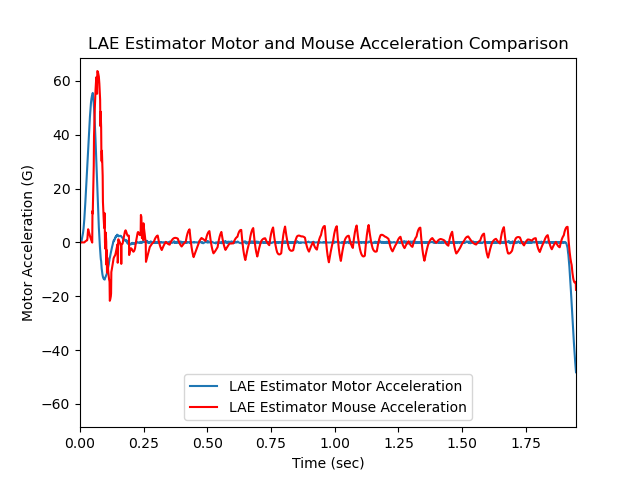 LAE Estimator Motor and Mouse Acceleration Comparison
Motor Acceleration (G)
60
40
20
0
−20
−40
−60
LAE Estimator Motor Acceleration
LAE Estimator Mouse Acceleration
0.00 0.25 0.50 0.75 1.00 1.25 1.50 1.75
Time (sec)